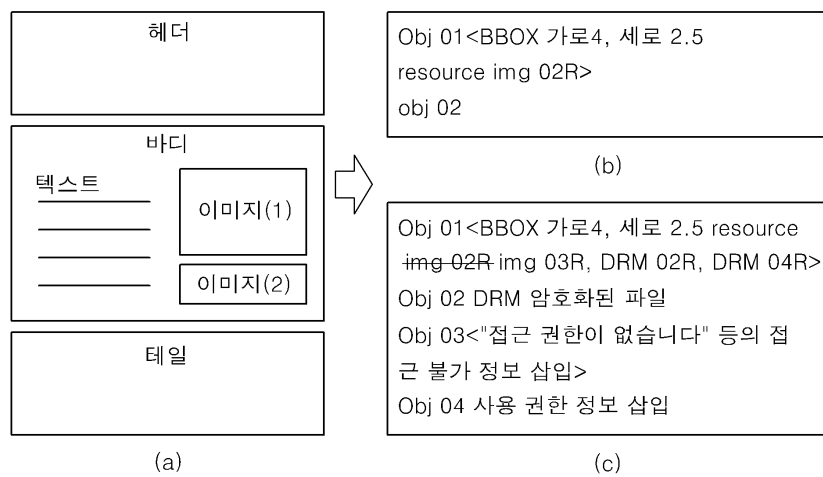 헤더
바디
텍스트
이미지(1)
이미지(2)
테일
(a)
Obj 01<BBOX 가로4, 세로 2.5
resource img 02R>
obj 02
(b)
Obj 01<BBOX 가로4, 세로 2.5 resource
img 02R img 03R, DRM 02R, DRM 04R>
Obj 02 DRM 암호화된 파일
Obj 03<"접근 권한이 없습니다" 등의 접
근 불가 정보 삽입>
Obj 04 사용 권한 정보 삽입
(c)